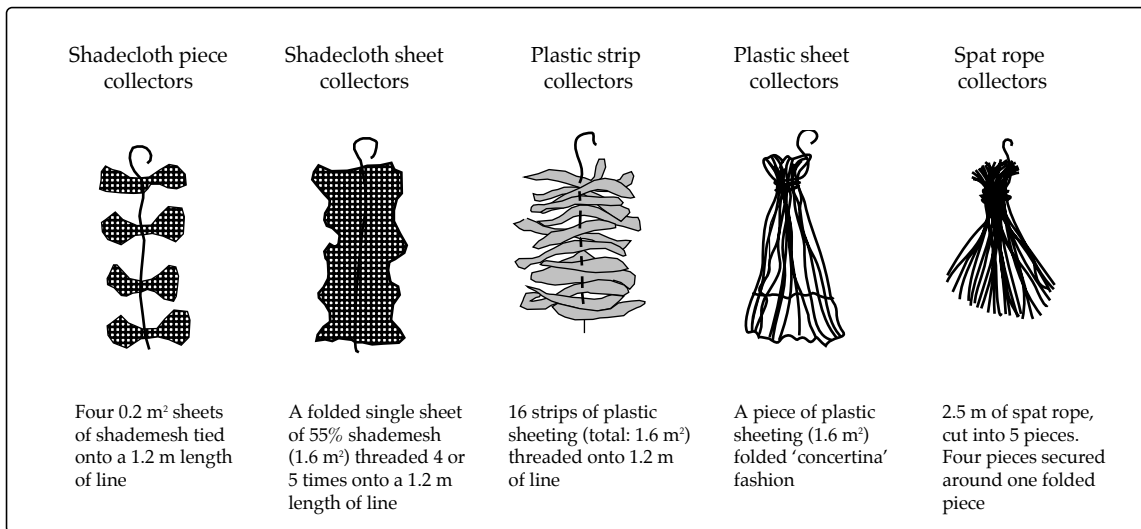 Shadecloth piece
collectors
Shadecloth sheet
collectors
Plastic strip
collectors
Plastic sheet
collectors
Spat rope
collectors
Four 0.2 m² sheets
of shademesh tied
onto a 1.2 m length
of line
A folded single sheet
of 55% shademesh
(1.6 m²) threaded 4 or
5 times onto a 1.2 m
length of line
16 strips of plastic
sheeting (total: 1.6 m²)
threaded onto 1.2 m
of line
A piece of plastic
sheeting (1.6 m²)
folded ‘concertina’
fashion
2.5 m of spat rope,
cut into 5 pieces.
Four pieces secured
around one folded
piece